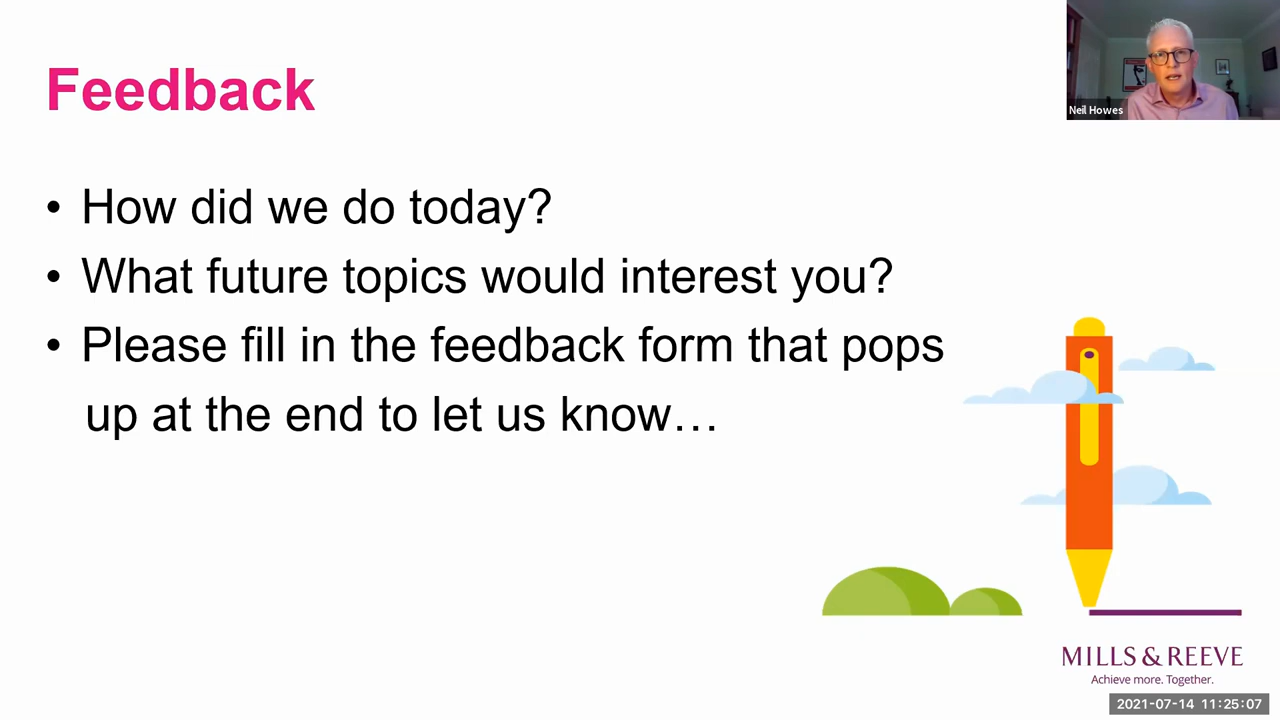 Feedback
Neil Howes
• How did we do today?
• What future topics would interest you?
• Please fill in the feedback form that pops
up at the end to let us know…
MILLS & REEVE
Achieve more. Together.
2021-07-14 11:25:07